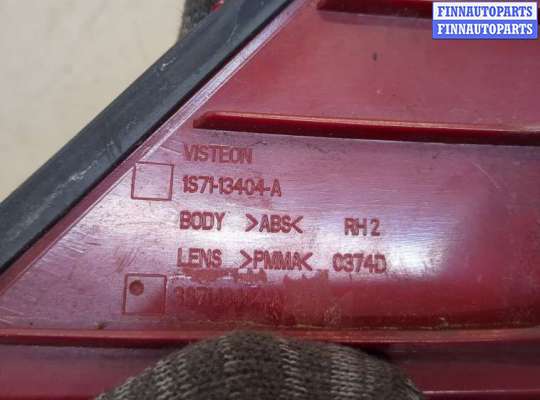 FINNAUTOPARTS
FINNAUTOPARTS
VISTEON
1S71-13404-A
BODY >ABS< RH 2
LENS >PMMA< 0374D